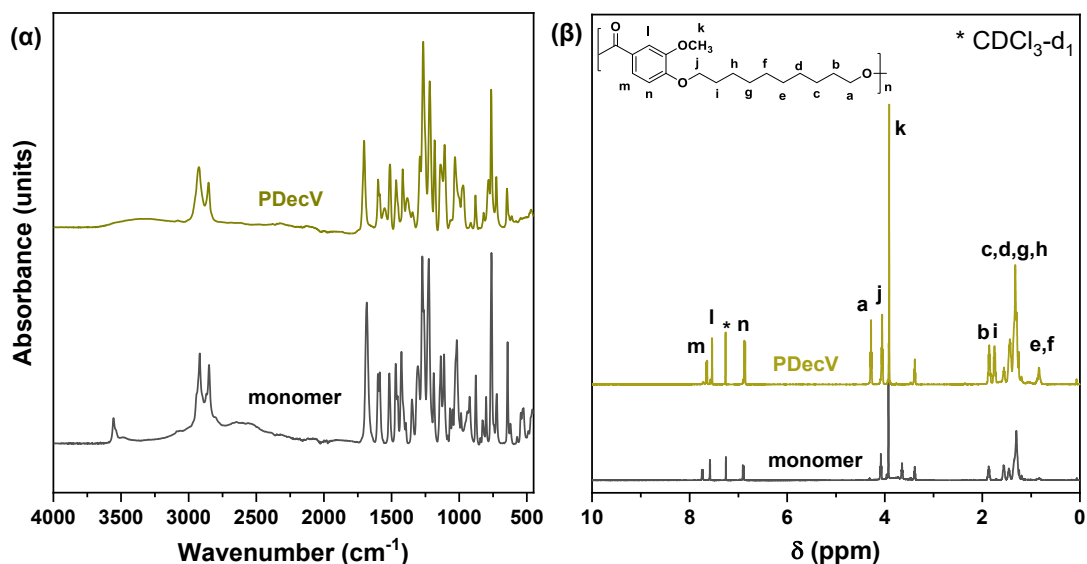 (α)
Absorbance (units)
PDecV
monomer
4000
3500
3000
2500
2000
1500
1000
500
Wavenumber (cm⁻¹)
(β)
* CDCl₃-d₁
O
l
k
O
CH₃
m
n
j
O
h
f
d
b
i
g
e
c
a
O
n
k
c,d,g,h
a
j
l
*
n
m
b i
e,f
PDecV
monomer
10
8
6
4
2
0
δ (ppm)